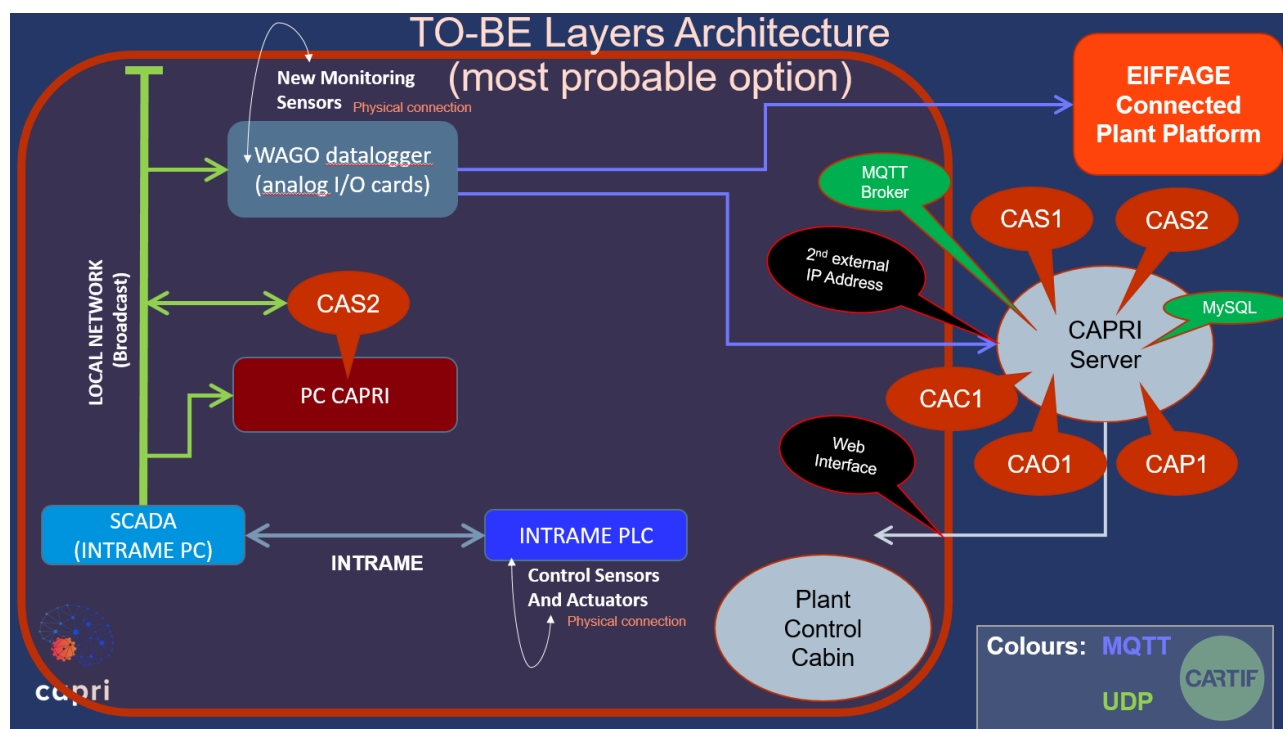 TO-BE Layers Architecture
(most probable option)
New Monitoring
Sensors Physical connection
WAGO datalogger
(analog I/O cards)
EIFFAGE
Connected
Plant Platform
MQTT
Broker
CAS1
CAS2
2nd external
IP Address
MySQL
CAPRI
Server
LOCAL NETWORK
(Broadcast)
CAS2
PC CAPRI
CAC1
CAO1
CAP1
Web
Interface
SCADA
(INTRAME PC)
INTRAME
INTRAME PLC
Control Sensors
And Actuators
Physical connection
Plant
Control
Cabin
capri
Colours: MQTT
UDP
CARTIF